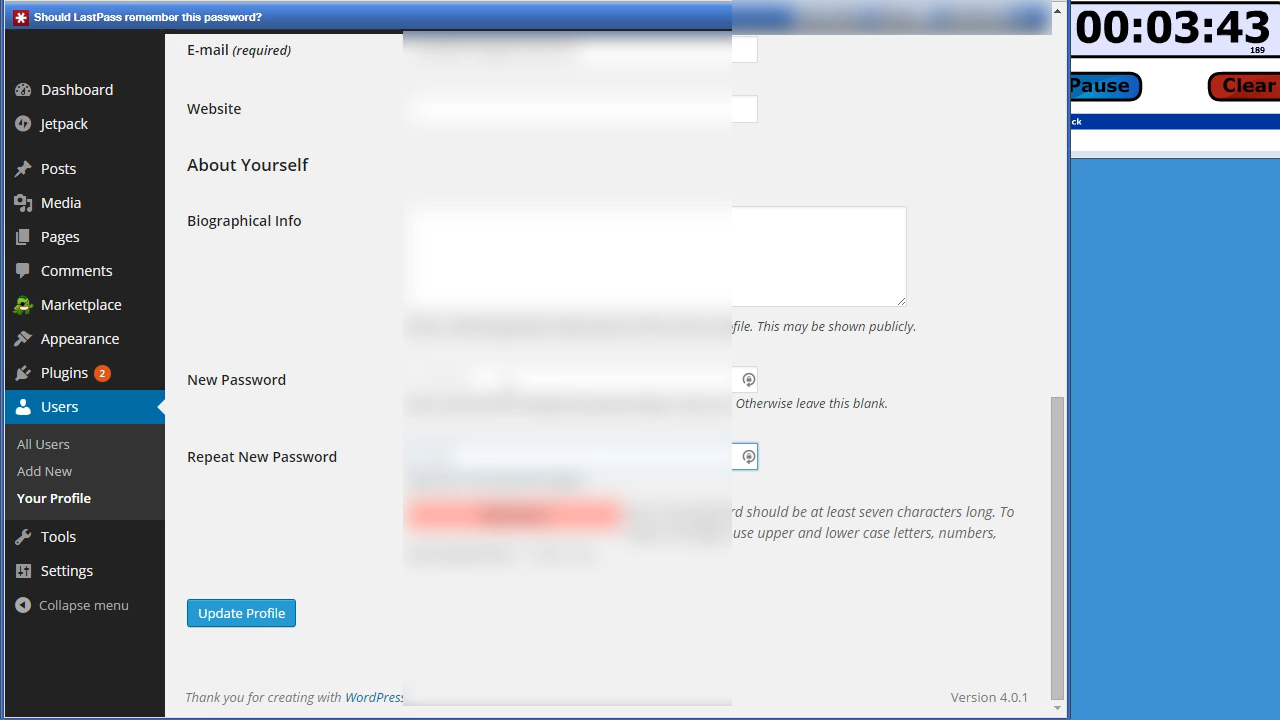 Should LastPass remember this password?
00:03:43
189
Pause
Clear
ck
E-mail (required)
Website
About Yourself
Biographical Info
This may be shown publicly.
New Password
Otherwise leave this blank.
Repeat New Password
should be at least seven characters long. To
use upper and lower case letters, numbers,
Update Profile
Thank you for creating with WordPress
Version 4.0.1
Dashboard
Jetpack
Posts
Media
Pages
Comments
Marketplace
Appearance
Plugins 2
Users
All Users
Add New
Your Profile
Tools
Settings
Collapse menu